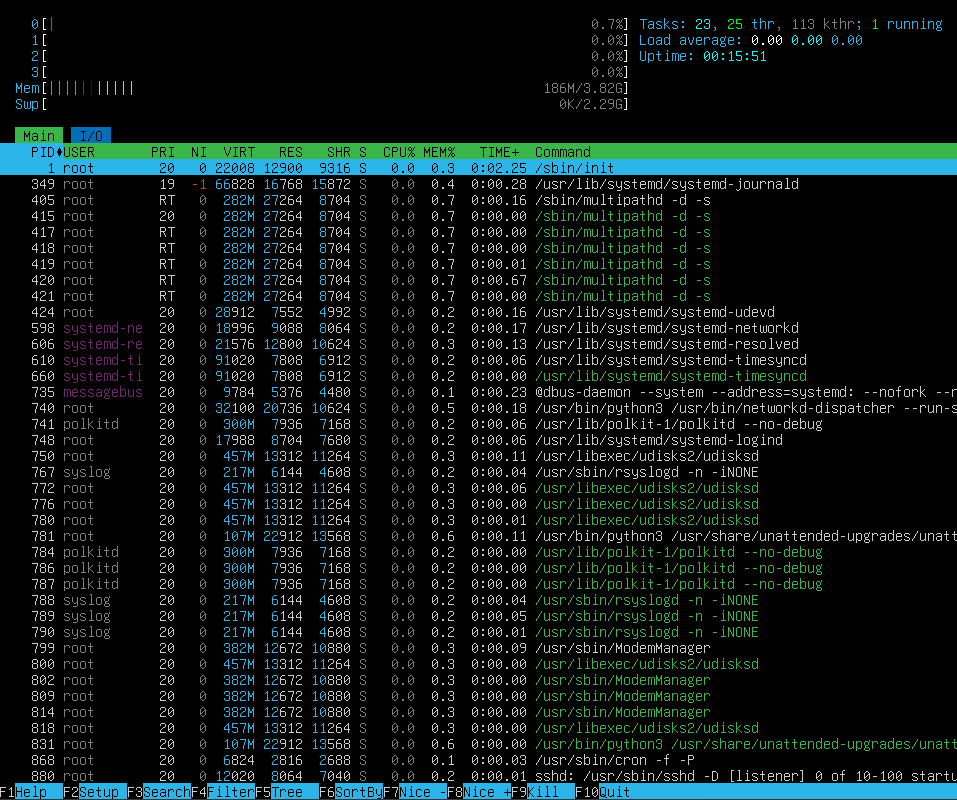 0[| 0.7%] Tasks: 23, 25 thr, 113 kthr; 1 running
1[ 0.0%] Load average: 0.00 0.00 0.00
2[ 0.0%] Uptime: 00:15:51
3[ 0.0%]
Mem[||||||||||| 186M/3.82G]
Swp[ 0K/2.29G]
Main I/O
PID♦USER PRI NI VIRT RES SHR S CPU% MEM% TIME+ Command
1 root 20 0 22008 12900 9316 S 0.0 0.3 0:02.25 /sbin/init
349 root 19 -1 66828 16768 15872 S 0.0 0.4 0:00.28 /usr/lib/systemd/systemd-journald
405 root RT 0 282M 27264 8704 S 0.0 0.7 0:00.16 /sbin/multipathd -d -s
415 root 20 0 282M 27264 8704 S 0.0 0.7 0:00.00 /sbin/multipathd -d -s
417 root RT 0 282M 27264 8704 S 0.0 0.7 0:00.00 /sbin/multipathd -d -s
418 root RT 0 282M 27264 8704 S 0.0 0.7 0:00.00 /sbin/multipathd -d -s
419 root RT 0 282M 27264 8704 S 0.0 0.7 0:00.01 /sbin/multipathd -d -s
420 root RT 0 282M 27264 8704 S 0.0 0.7 0:00.67 /sbin/multipathd -d -s
421 root RT 0 282M 27264 8704 S 0.0 0.7 0:00.00 /sbin/multipathd -d -s
424 root 20 0 28912 7552 4992 S 0.0 0.2 0:00.16 /usr/lib/systemd/systemd-udevd
598 systemd-ne 20 0 18996 9088 8064 S 0.0 0.2 0:00.17 /usr/lib/systemd/systemd-networkd
606 systemd-re 20 0 21576 12800 10624 S 0.0 0.3 0:00.13 /usr/lib/systemd/systemd-resolved
610 systemd-ti 20 0 91020 7808 6912 S 0.0 0.2 0:00.06 /usr/lib/systemd/systemd-timesyncd
660 systemd-ti 20 0 91020 7808 6912 S 0.0 0.2 0:00.00 /usr/lib/systemd/systemd-timesyncd
735 messagebus 20 0 9784 5376 4480 S 0.0 0.1 0:00.23 @dbus-daemon --system --address=systemd: --nofork --n
740 root 20 0 32100 20736 10624 S 0.0 0.5 0:00.18 /usr/bin/python3 /usr/bin/networkd-dispatcher --run-s
741 polkitd 20 0 300M 7936 7168 S 0.0 0.2 0:00.06 /usr/lib/polkit-1/polkitd --no-debug
748 root 20 0 17988 8704 7680 S 0.0 0.2 0:00.10 /usr/lib/systemd/systemd-logind
750 root 20 0 457M 13312 11264 S 0.0 0.3 0:00.11 /usr/libexec/udisks2/udisksd
767 syslog 20 0 217M 6144 4608 S 0.0 0.2 0:00.04 /usr/sbin/rsyslogd -n -iNONE
772 root 20 0 457M 13312 11264 S 0.0 0.3 0:00.06 /usr/libexec/udisks2/udisksd
776 root 20 0 457M 13312 11264 S 0.0 0.3 0:00.00 /usr/libexec/udisks2/udisksd
780 root 20 0 457M 13312 11264 S 0.0 0.3 0:00.01 /usr/libexec/udisks2/udisksd
781 root 20 0 107M 22912 13568 S 0.0 0.6 0:00.11 /usr/bin/python3 /usr/share/unattended-upgrades/unatt
784 polkitd 20 0 300M 7936 7168 S 0.0 0.2 0:00.00 /usr/lib/polkit-1/polkitd --no-debug
786 polkitd 20 0 300M 7936 7168 S 0.0 0.2 0:00.00 /usr/lib/polkit-1/polkitd --no-debug
787 polkitd 20 0 300M 7936 7168 S 0.0 0.2 0:00.00 /usr/lib/polkit-1/polkitd --no-debug
788 syslog 20 0 217M 6144 4608 S 0.0 0.2 0:00.04 /usr/sbin/rsyslogd -n -iNONE
789 syslog 20 0 217M 6144 4608 S 0.0 0.2 0:00.05 /usr/sbin/rsyslogd -n -iNONE
790 syslog 20 0 217M 6144 4608 S 0.0 0.2 0:00.01 /usr/sbin/rsyslogd -n -iNONE
799 root 20 0 382M 12672 10880 S 0.0 0.3 0:00.09 /usr/sbin/ModemManager
800 root 20 0 457M 13312 11264 S 0.0 0.3 0:00.00 /usr/libexec/udisks2/udisksd
802 root 20 0 382M 12672 10880 S 0.0 0.3 0:00.00 /usr/sbin/ModemManager
809 root 20 0 382M 12672 10880 S 0.0 0.3 0:00.00 /usr/sbin/ModemManager
814 root 20 0 382M 12672 10880 S 0.0 0.3 0:00.00 /usr/sbin/ModemManager
818 root 20 0 457M 13312 11264 S 0.0 0.3 0:00.00 /usr/libexec/udisks2/udisksd
831 root 20 0 107M 22912 13568 S 0.0 0.6 0:00.00 /usr/bin/python3 /usr/share/unattended-upgrades/unatt
868 root 20 0 6824 2816 2688 S 0.0 0.1 0:00.03 /usr/sbin/cron -f -P
880 root 20 0 12020 8064 7040 S 0.0 0.2 0:00.01 sshd: /usr/sbin/sshd -D [listener] 0 of 10-100 startu
F1Help F2Setup F3SearchF4FilterF5Tree F6SortByF7Nice -F8Nice +F9Kill F10Quit